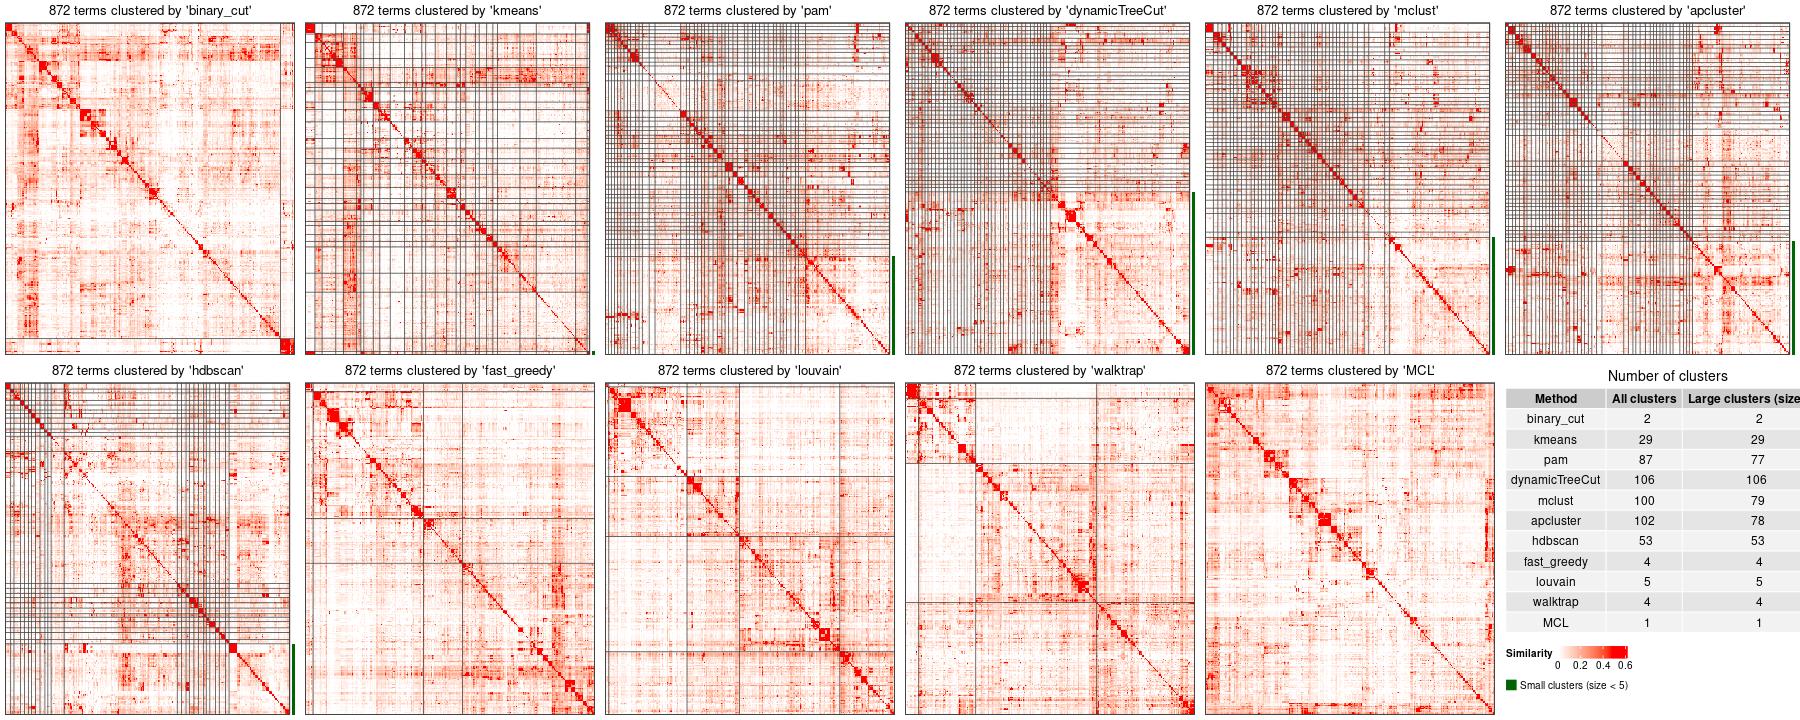 872 terms clustered by 'binary_cut'
872 terms clustered by 'kmeans'
872 terms clustered by 'pam'
872 terms clustered by 'dynamicTreeCut'
872 terms clustered by 'mclust'
872 terms clustered by 'apcluster'
872 terms clustered by 'hdbscan'
872 terms clustered by 'fast_greedy'
872 terms clustered by 'louvain'
872 terms clustered by 'walktrap'
872 terms clustered by 'MCL'
Number of clusters
Method All clusters Large clusters (size
binary_cut 2 2
kmeans 29 29
pam 87 77
dynamicTreeCut 106 106
mclust 100 79
apcluster 102 78
hdbscan 53 53
fast_greedy 4 4
louvain 5 5
walktrap 4 4
MCL 1 1
Similarity
0 0.2 0.4 0.6
Small clusters (size < 5)